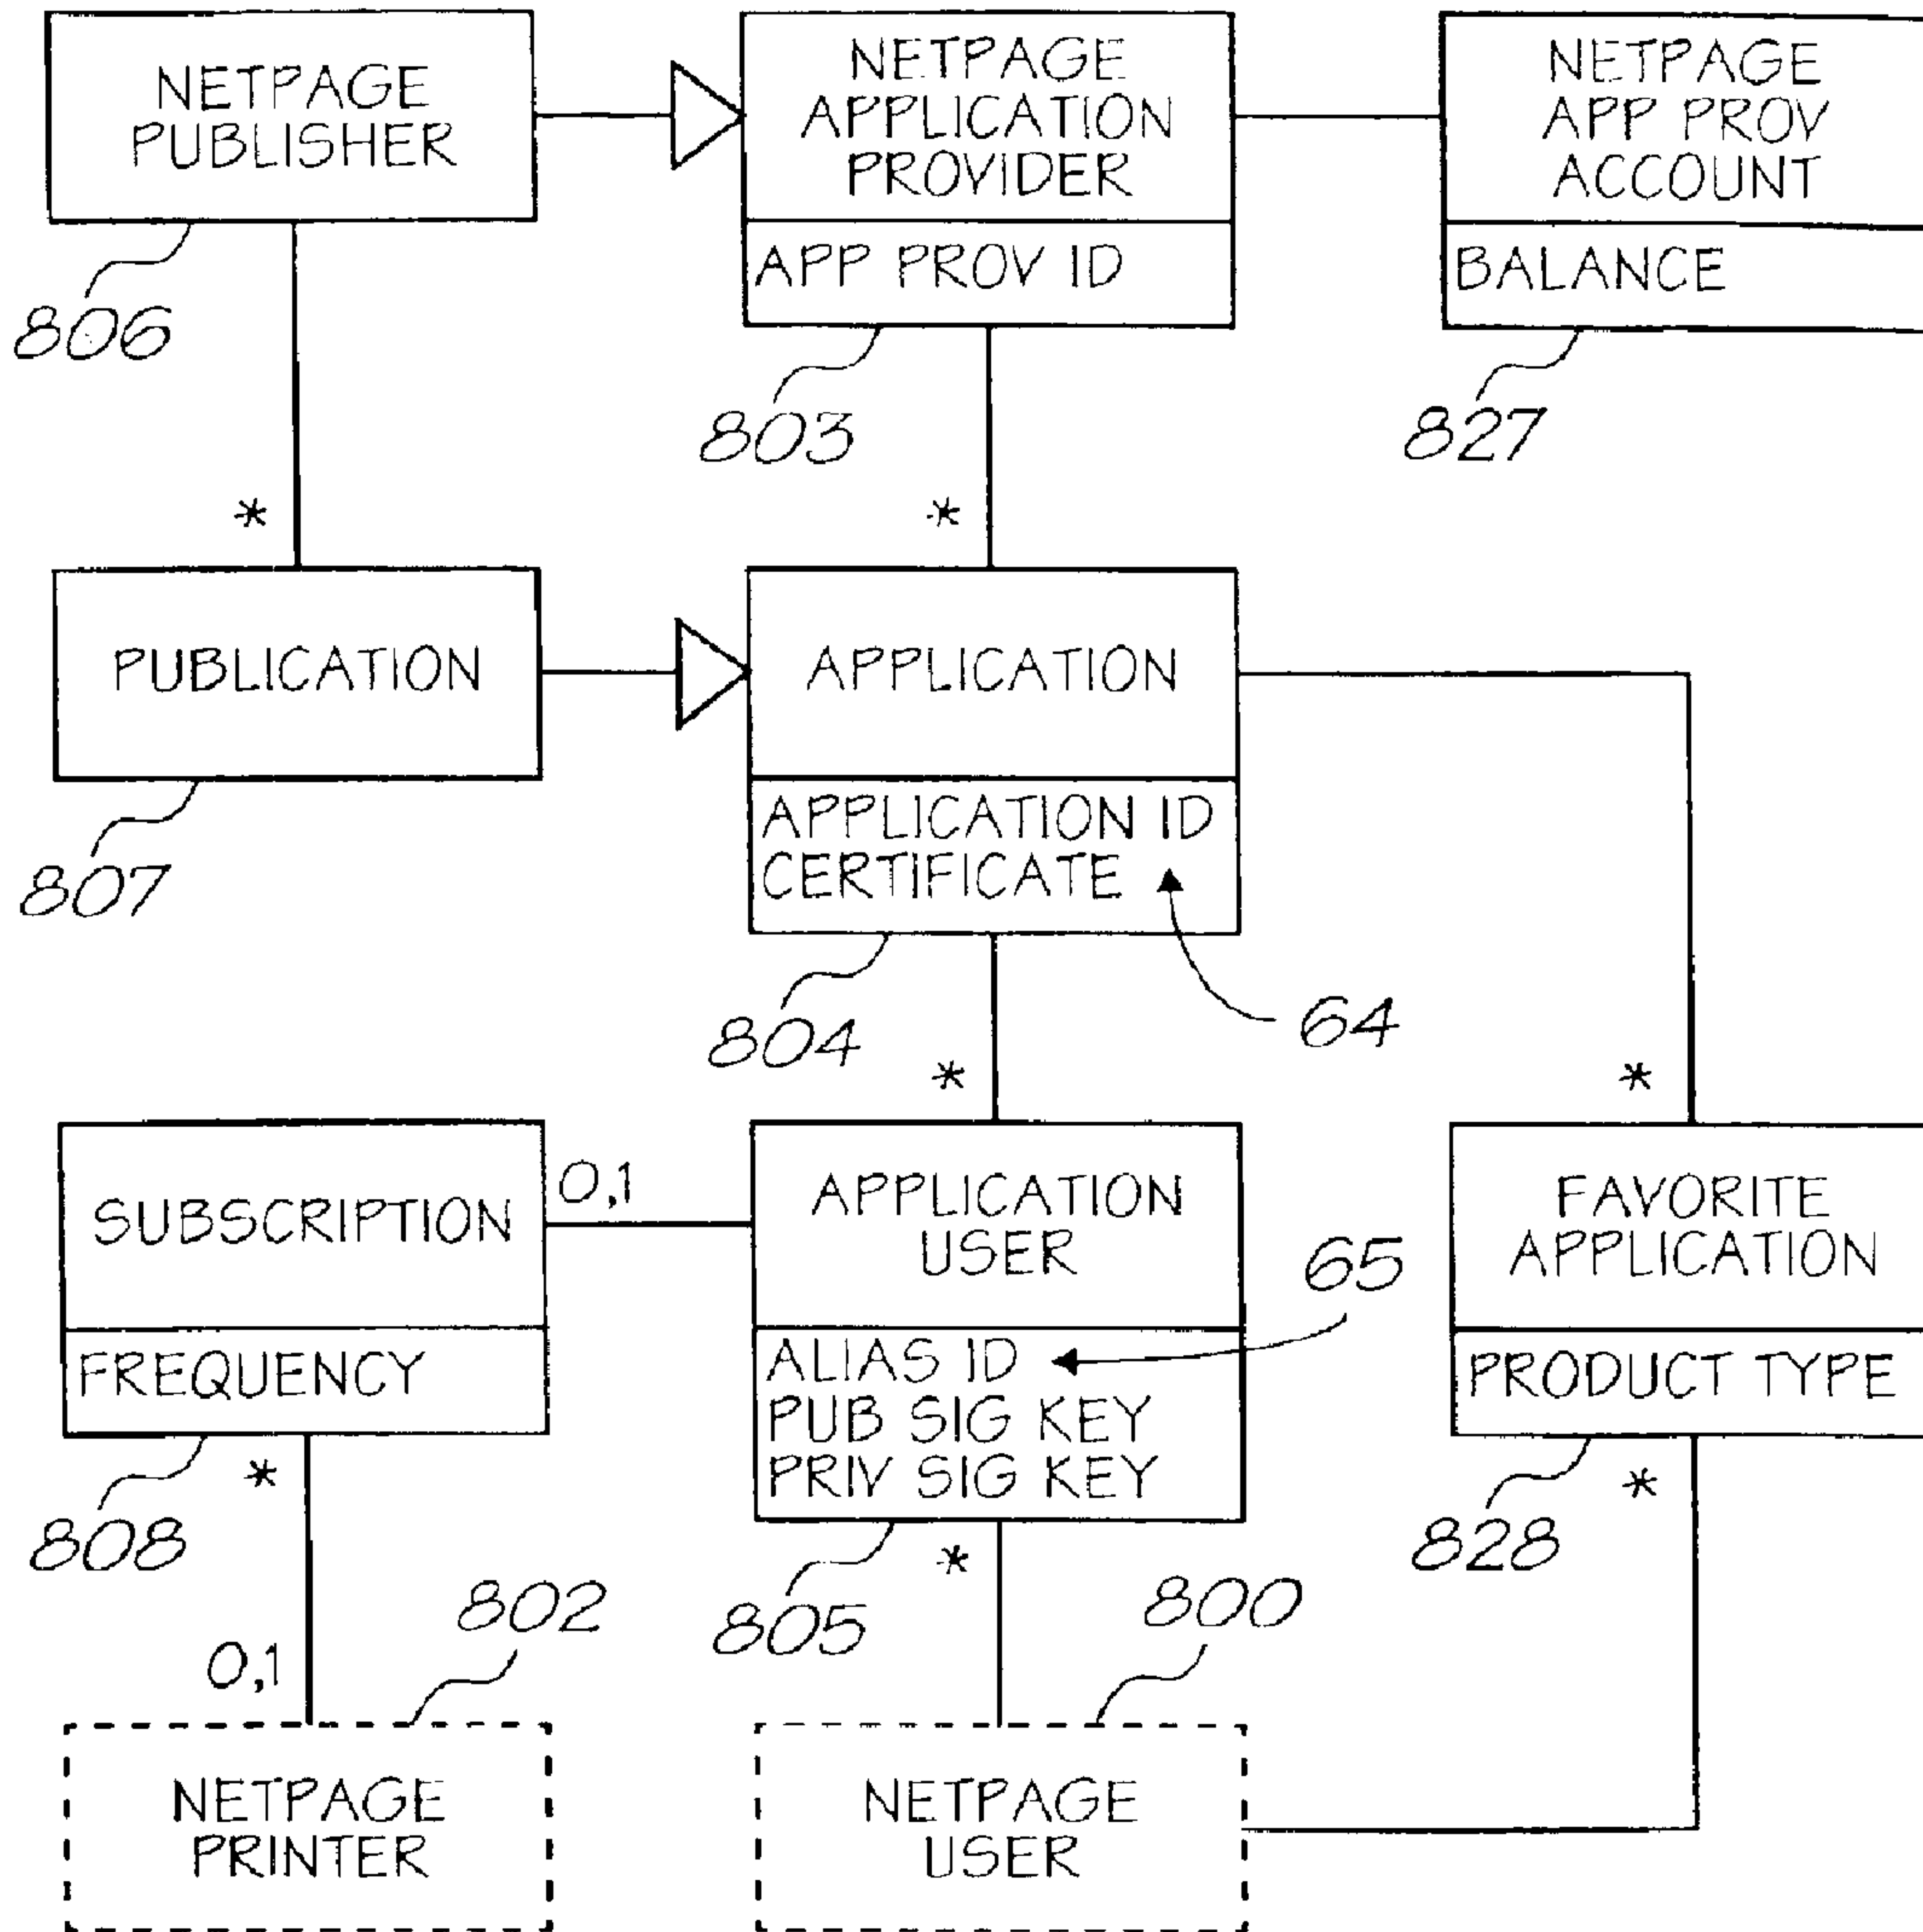 NETPAGE
PUBLISHER
806
NETPAGE
APPLICATION
PROVIDER
APP PROV ID
803
NETPAGE
APP PROV
ACCOUNT
BALANCE
827
*
*
PUBLICATION
807
APPLICATION
APPLICATION ID
CERTIFICATE
64
804
*
*
SUBSCRIPTION
FREQUENCY
0,1
808
*
APPLICATION
USER
65
ALIAS ID
PUB SIG KEY
PRIV SIG KEY
805
*
FAVORITE
APPLICATION
PRODUCT TYPE
828
*
802
0,1
800
NETPAGE
PRINTER
NETPAGE
USER